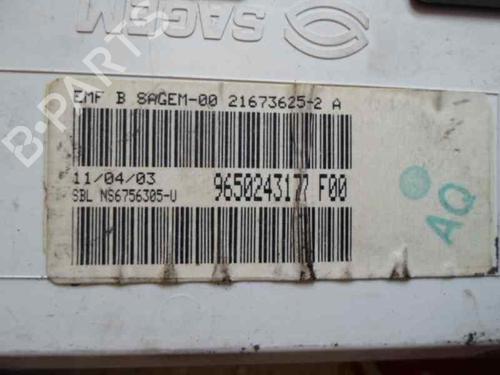 SAGEM
B-PARTS
EMF B SAGEM-00 21673625-2 A
11/04/03 9650243177 F00
SBL NS6756305-U
AQ